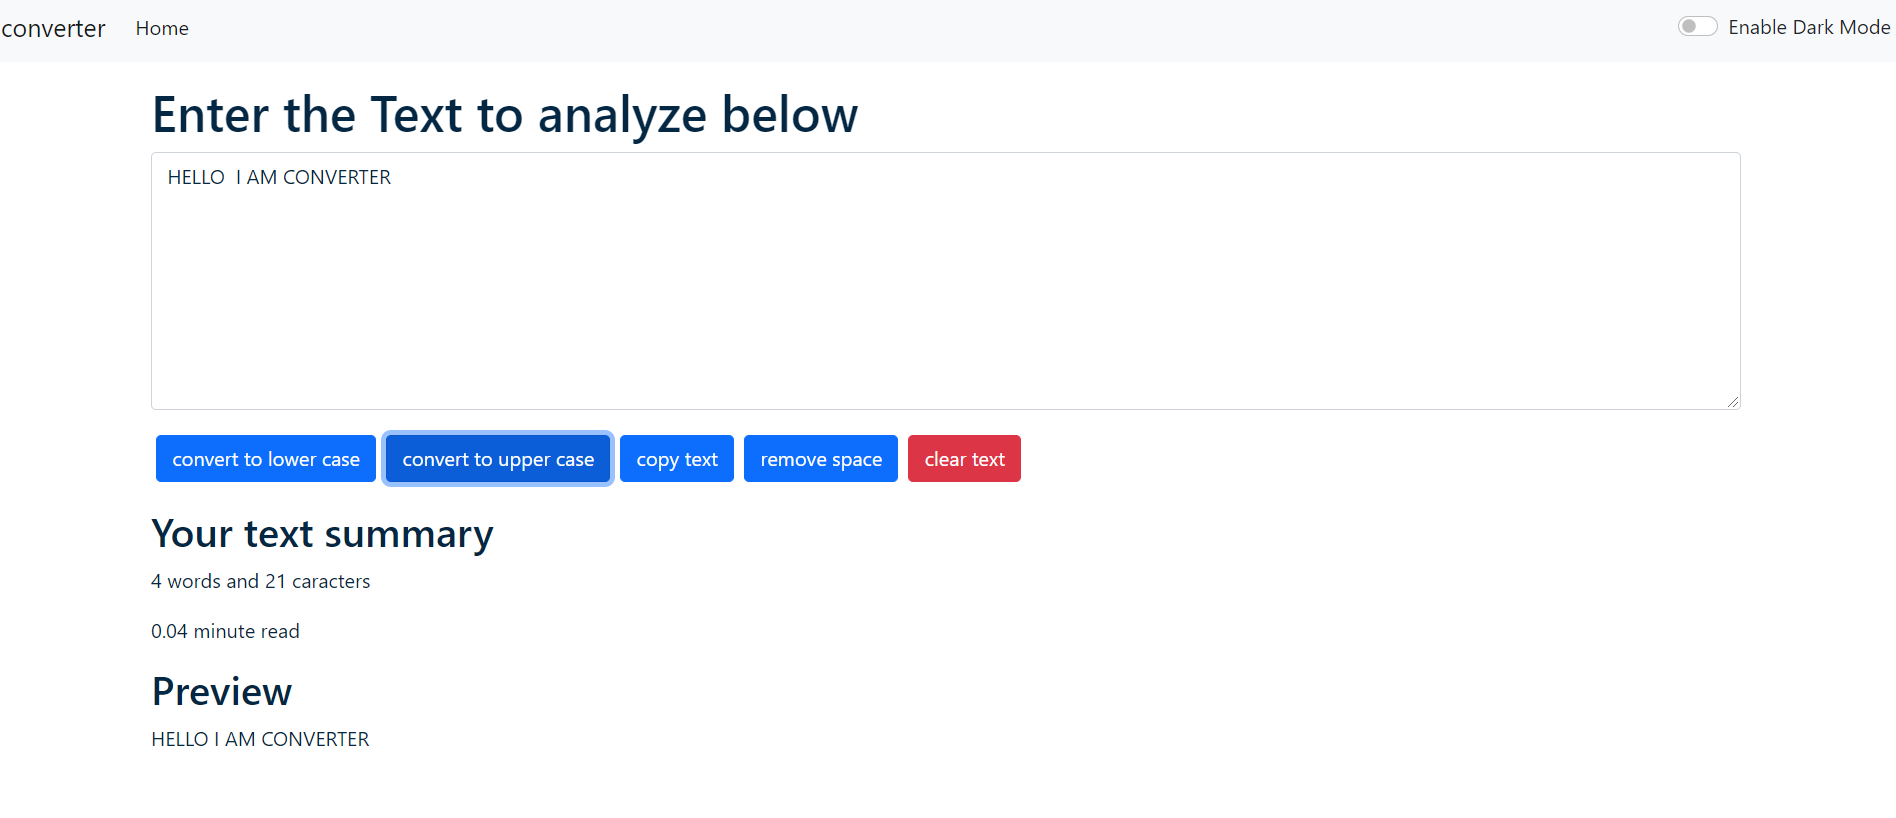 converter Home Enable Dark Mode
Enter the Text to analyze below
HELLO  I AM CONVERTER
convert to lower case convert to upper case copy text remove space clear text
Your text summary
4 words and 21 caracters
0.04 minute read
Preview
HELLO I AM CONVERTER